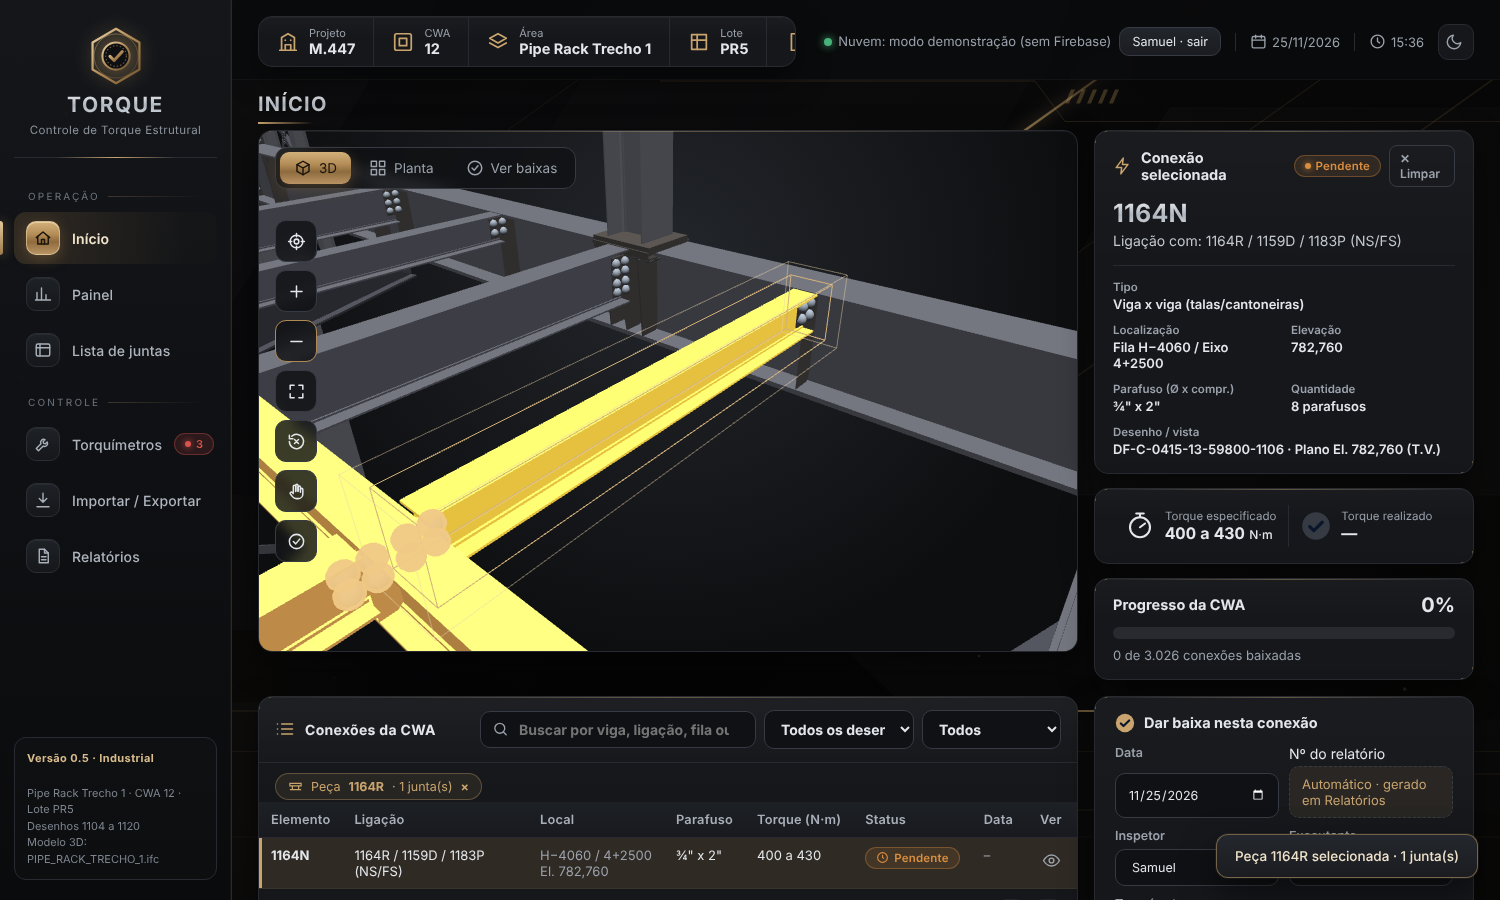 TORQUE
Controle de Torque Estrutural
OPERAÇÃO
Início
Painel
Lista de juntas
CONTROLE
Torquímetros
3
Importar / Exportar
Relatórios
Versão 0.5 · Industrial
Pipe Rack Trecho 1 · CWA 12 ·
Lote PR5
Desenhos 1104 a 1120
Modelo 3D:
PIPE_RACK_TRECHO_1.ifc
Projeto
M.447
CWA
12
Área
Pipe Rack Trecho 1
Lote
PR5
Nuvem: modo demonstração (sem Firebase)
Samuel · sair
25/11/2026
15:36
INÍCIO
3D
Planta
Ver baixas
Conexão
selecionada
Pendente
×
Limpar
1164N
Ligação com: 1164R / 1159D / 1183P (NS/FS)
Tipo
Viga x viga (talas/cantoneiras)
Localização
Fila H−4060 / Eixo
4+2500
Elevação
782,760
Parafuso (Ø x compr.)
¾" x 2"
Quantidade
8 parafusos
Desenho / vista
DF-C-0415-13-59800-1106 · Plano El. 782,760 (T.V.)
Torque especificado
400 a 430 N·m
Torque realizado
—
Progresso da CWA
0%
0 de 3.026 conexões baixadas
Conexões da CWA
Buscar por viga, ligação, fila ou
Todos os deser
Todos
Peça 1164R · 1 junta(s) ×
Elemento Ligação Local Parafuso Torque (N·m) Status Data Ver
1164N
1164R / 1159D / 1183P
(NS/FS)
H−4060 / 4+2500
El. 782,760
¾" x 2"
400 a 430
Pendente
–
Dar baixa nesta conexão
Data
11/25/2026
Nº do relatório
Automático · gerado
em Relatórios
Inspetor
Samuel
Peça 1164R selecionada · 1 junta(s)